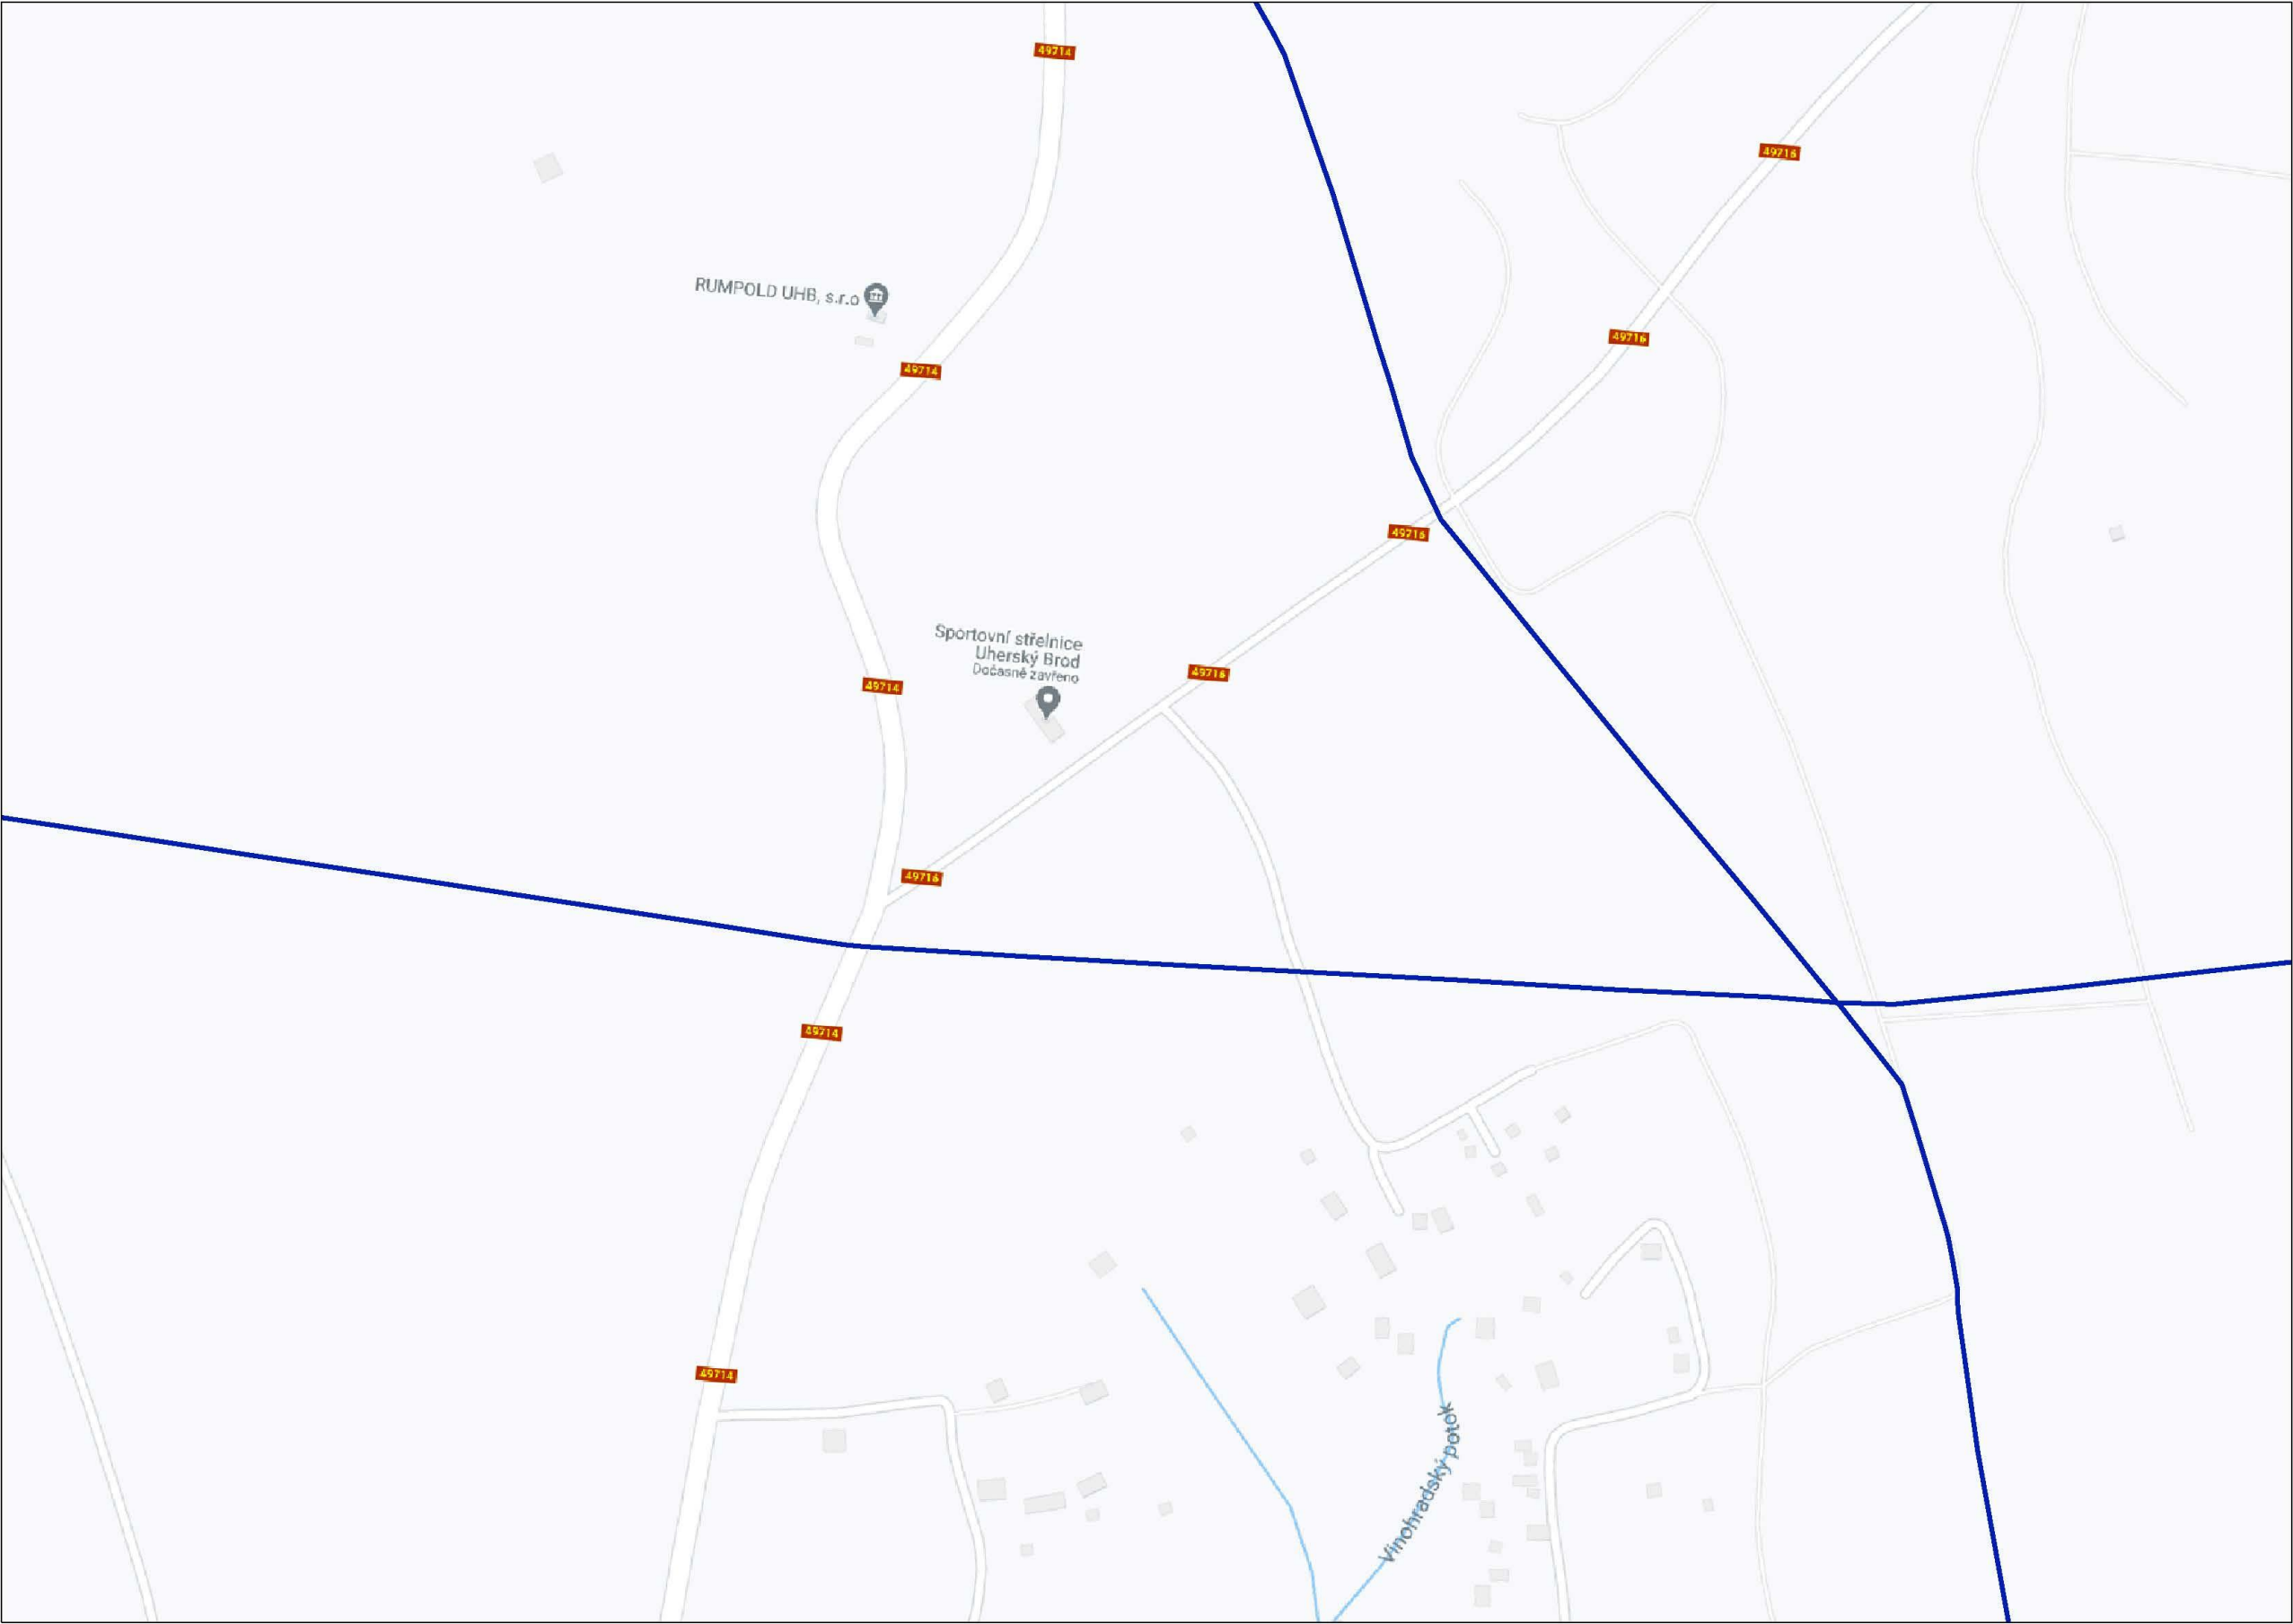 49714
49716
RUMPOLD UHB, s.r.o
49716
49714
49716
Sportovní střelnice
Uherský Brod
Dočasně zavřeno
49716
49714
49716
49714
49714
Vinohradský potok